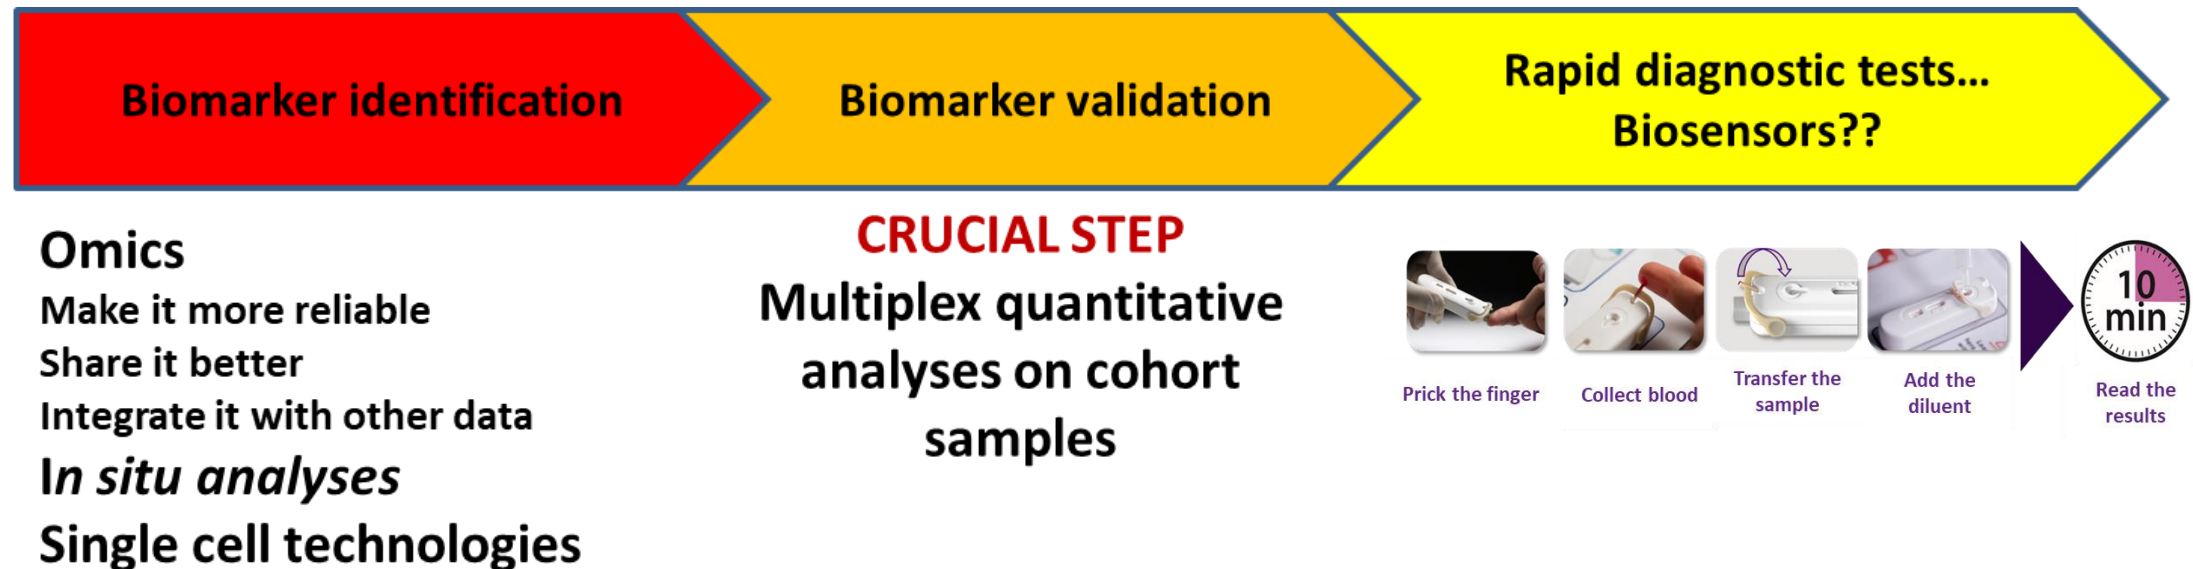 Biomarker identification
Biomarker validation
Rapid diagnostic tests...
Biosensors??
Omics
Make it more reliable
Share it better
Integrate it with other data
In situ analyses
Single cell technologies
CRUCIAL STEP
Multiplex quantitative
analyses on cohort
samples
Prick the finger
Collect blood
Transfer the
sample
Add the
diluent
10
min
Read the
results